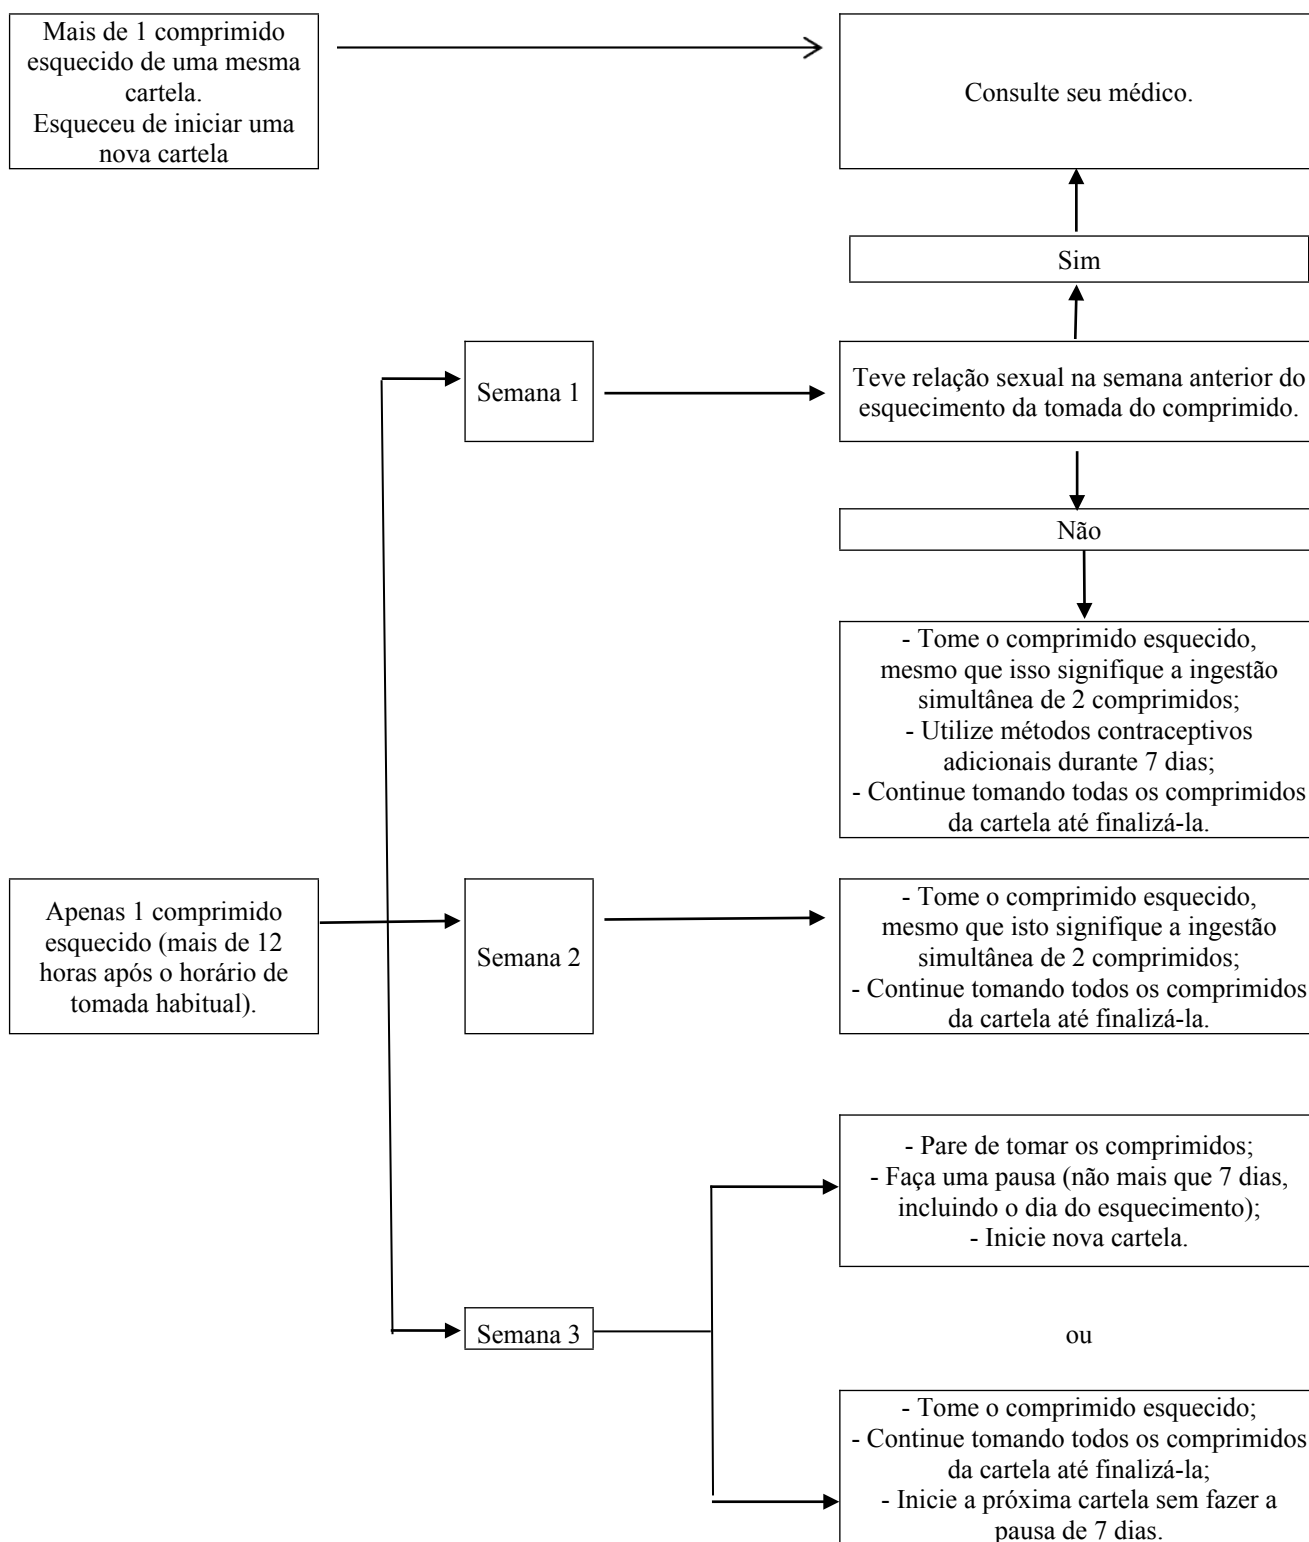 Mais de 1 comprimido
esquecido de uma mesma
cartela.
Esqueceu de iniciar uma
nova cartela
Consulte seu médico.
Sim
Semana 1
Teve relação sexual na semana anterior do
esquecimento da tomada do comprimido.
Não
- Tome o comprimido esquecido,
mesmo que isso signifique a ingestão
simultânea de 2 comprimidos;
- Utilize métodos contraceptivos
adicionais durante 7 dias;
- Continue tomando todas os comprimidos
da cartela até finalizá-la.
Apenas 1 comprimido
esquecido (mais de 12
horas após o horário de
tomada habitual).
Semana 2
- Tome o comprimido esquecido,
mesmo que isto signifique a ingestão
simultânea de 2 comprimidos;
- Continue tomando todos os comprimidos
da cartela até finalizá-la.
- Pare de tomar os comprimidos;
- Faça uma pausa (não mais que 7 dias,
incluindo o dia do esquecimento);
- Inicie nova cartela.
Semana 3
ou
- Tome o comprimido esquecido;
- Continue tomando todos os comprimidos
da cartela até finalizá-la;
- Inicie a próxima cartela sem fazer a
pausa de 7 dias.